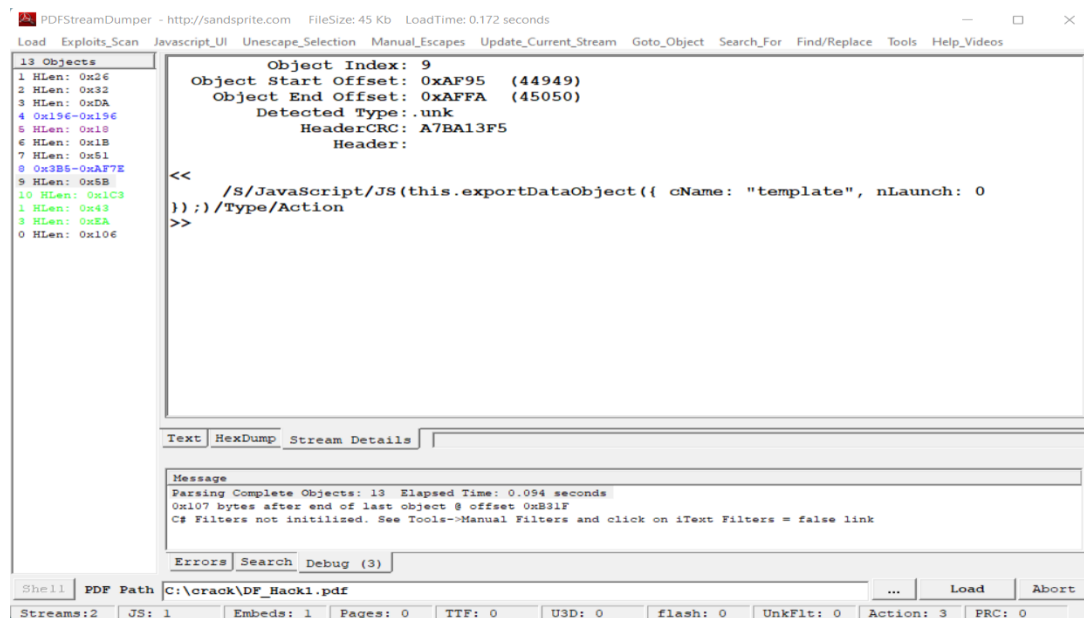 PDFStreamDumper - http://sandsprite.com FileSize: 45 Kb LoadTime: 0.172 seconds
Load Exploits_Scan Javascript_UI Unescape_Selection Manual_Escapes Update_Current_Stream Goto_Object Search_For Find/Replace Tools Help_Videos
13 Objects
1 HLen: 0x26
2 HLen: 0x32
3 HLen: 0xDA
4 0x196-0x196
5 HLen: 0x18
6 HLen: 0x1B
7 HLen: 0x51
8 0x3B5-0xAF7E
9 HLen: 0x5B
10 HLen: 0x1C3
1 HLen: 0x43
3 HLen: 0xEA
0 HLen: 0x106
Object Index: 9
Object Start Offset: 0xAF95 (44949)
Object End Offset: 0xAFFA (45050)
Detected Type:.unk
HeaderCRC: A7BA13F5
Header:
<<
/S/JavaScript/JS(this.exportDataObject({ cName: "template", nLaunch: 0
});)/Type/Action
>>
Text HexDump Stream Details
Message
Parsing Complete Objects: 13 Elapsed Time: 0.094 seconds
0x107 bytes after end of last object @ offset 0xB31F
C# Filters not initilized. See Tools->Manual Filters and click on iText Filters = false link
Errors Search Debug (3)
Shell PDF Path C:\crack\DF_Hack1.pdf ... Load Abort
Streams:2 JS: 1 Embeds: 1 Pages: 0 TTF: 0 U3D: 0 flash: 0 UnkFlt: 0 Action: 3 PRC: 0